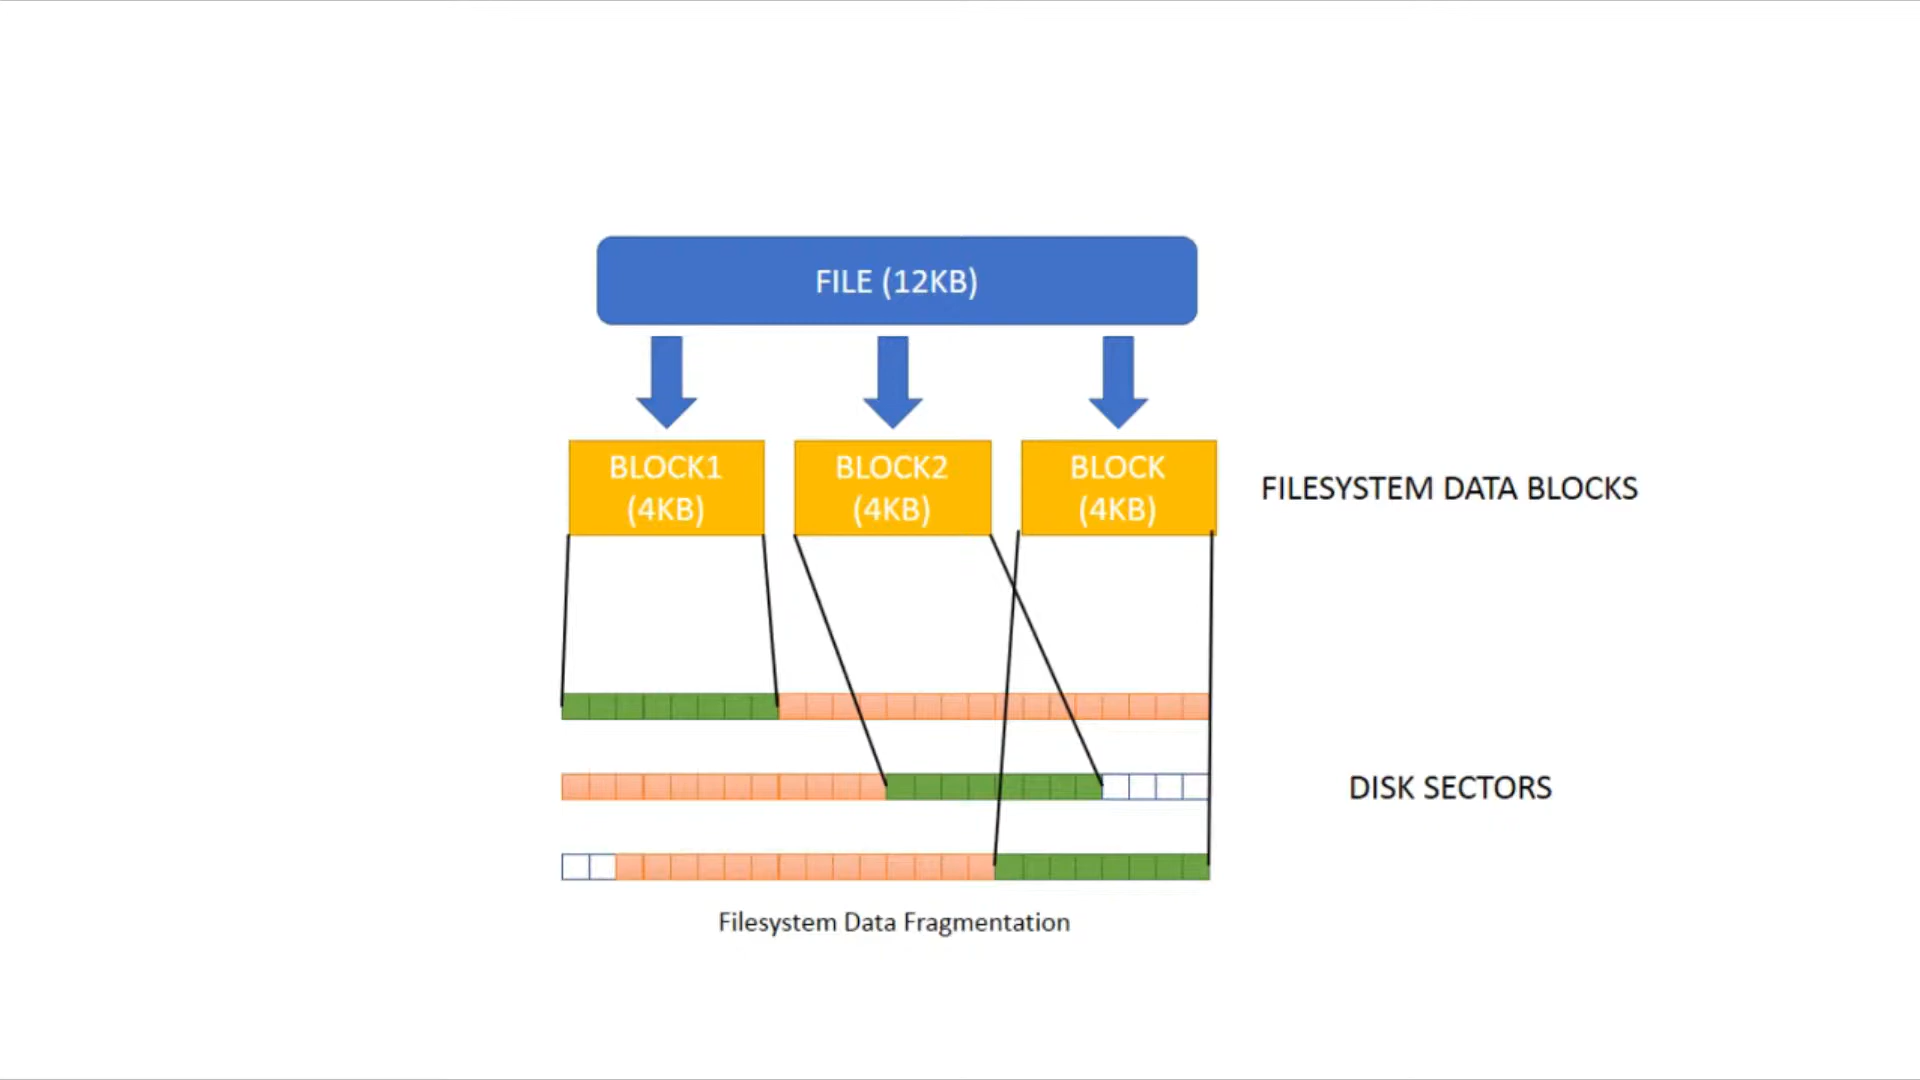 FILE (12KB)
BLOCK1
(4KB)
BLOCK2
(4KB)
BLOCK
(4KB)
FILESYSTEM DATA BLOCKS
DISK SECTORS
Filesystem Data Fragmentation